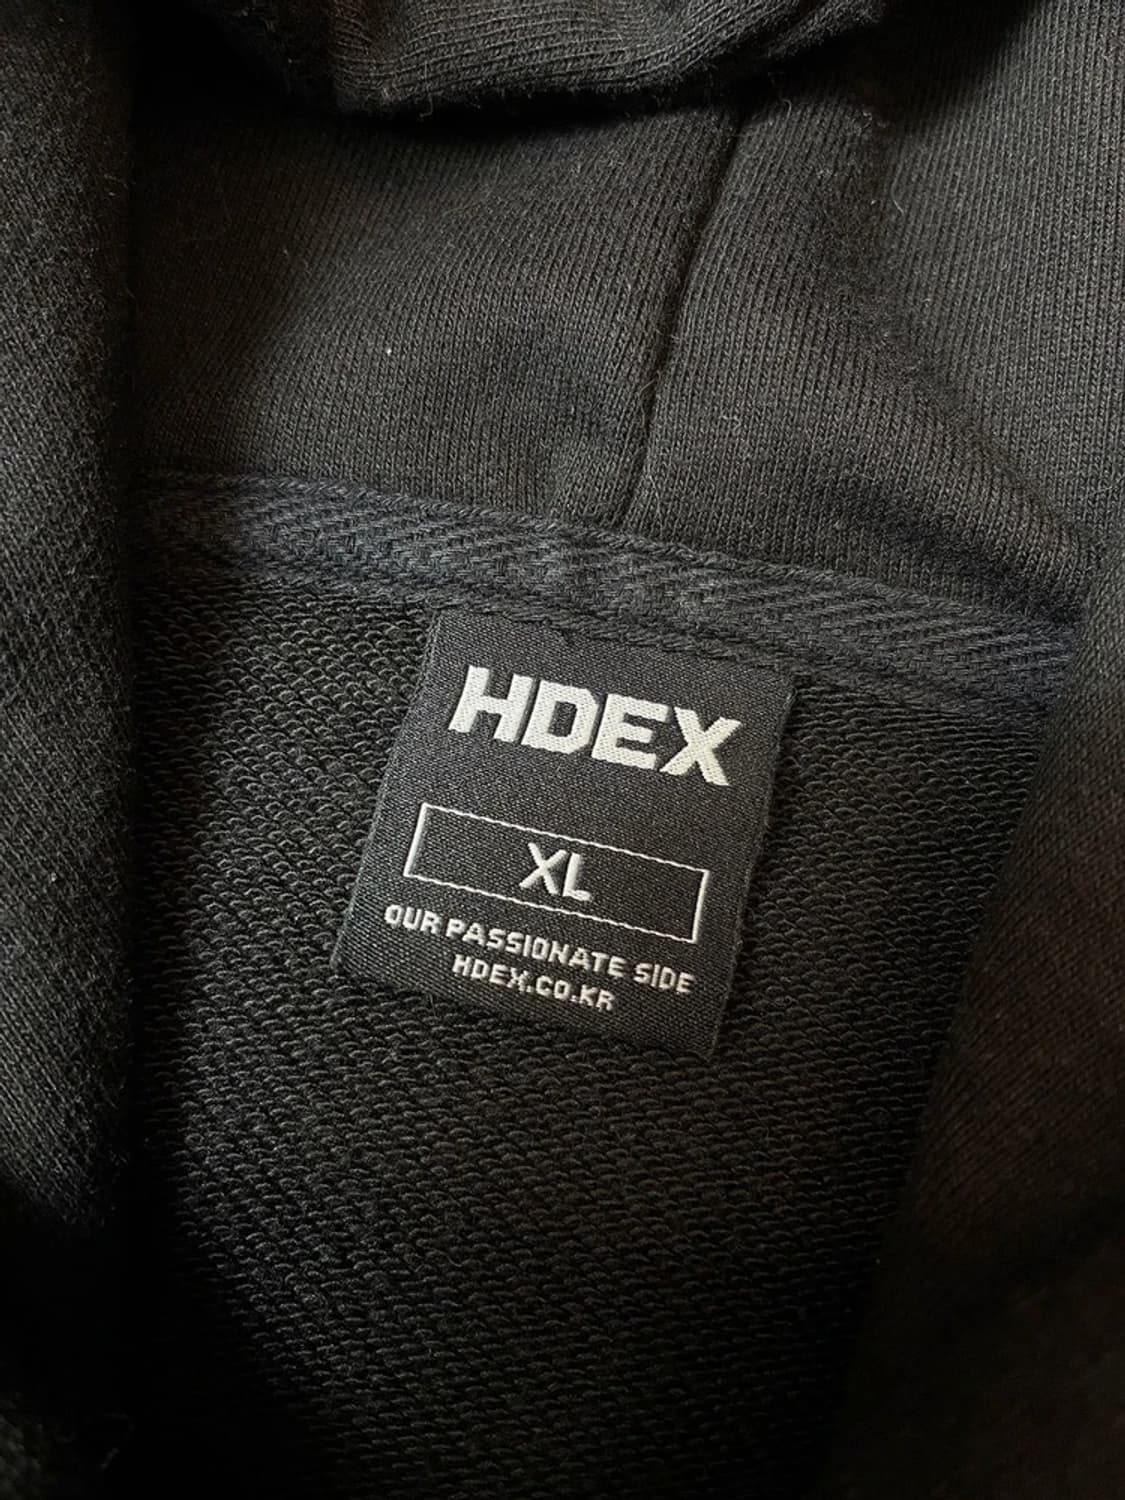 HDEX
XL
OUR PASSIONATE SIDE
HDEX.CO.KR